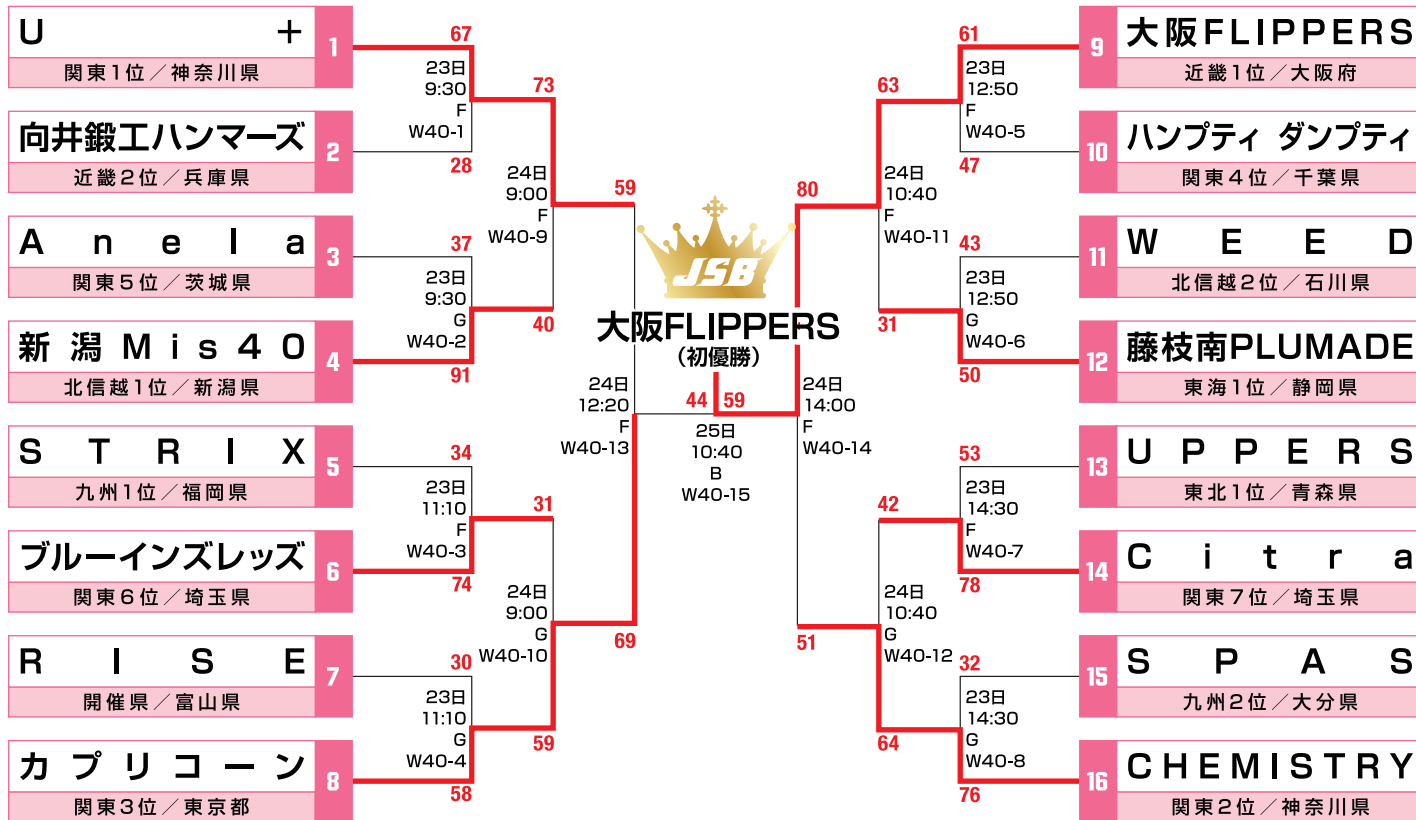 U +
1
関東1位／神奈川県
向井鍛工ハンマーズ
2
近畿2位／兵庫県
Anela
3
関東5位／茨城県
新潟Mis40
4
北信越1位／新潟県
STRIX
5
九州1位／福岡県
ブルーインズレッズ
6
関東6位／埼玉県
RISE
7
開催県／富山県
カプリコーン
8
関東3位／東京都
67
23日
9:30
F
W40-1
28
37
23日
9:30
G
W40-2
91
34
23日
11:10
F
W40-3
74
30
23日
11:10
G
W40-4
58
73
24日
9:00
F
W40-9
40
31
24日
9:00
G
W40-10
59
59
24日
12:20
F
W40-13
69
JSB
大阪FLIPPERS
（初優勝）
44 59
25日
10:40
B
W40-15
80
24日
14:00
F
W40-14
51
63
24日
10:40
F
W40-11
31
42
24日
10:40
G
W40-12
64
61
23日
12:50
F
W40-5
47
43
23日
12:50
G
W40-6
50
53
23日
14:30
F
W40-7
78
32
23日
14:30
G
W40-8
76
9
大阪FLIPPERS
近畿1位／大阪府
10
ハンプティ ダンプティ
関東4位／千葉県
11
WEED
北信越2位／石川県
12
藤枝南PLUMADE
東海1位／静岡県
13
UPPERS
東北1位／青森県
14
Citra
関東7位／埼玉県
15
SPAS
九州2位／大分県
16
CHEMISTRY
関東2位／神奈川県